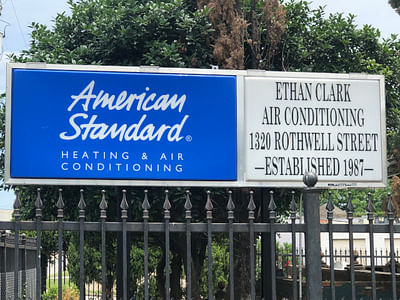 American
Standard®
HEATING & AIR
CONDITIONING
ETHAN CLARK
AIR CONDITIONING
1320 ROTHWELL STREET
—ESTABLISHED 1987—